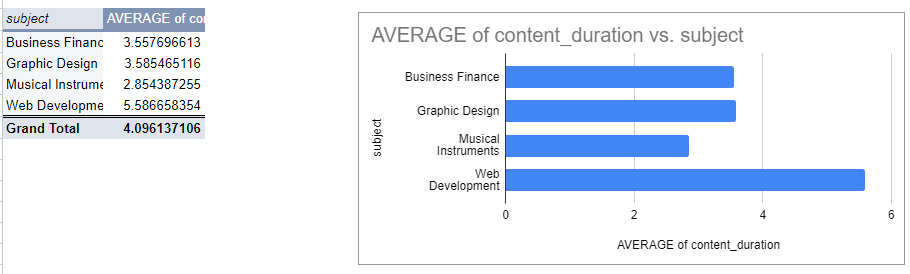 subject AVERAGE of co
Business Financ 3.557696613
Graphic Design 3.585465116
Musical Instrume 2.854387255
Web Developme 5.586658354
Grand Total 4.096137106
AVERAGE of content_duration vs. subject
subject
Business Finance
Graphic Design
Musical
Instruments
Web
Development
0 2 4 6
AVERAGE of content_duration